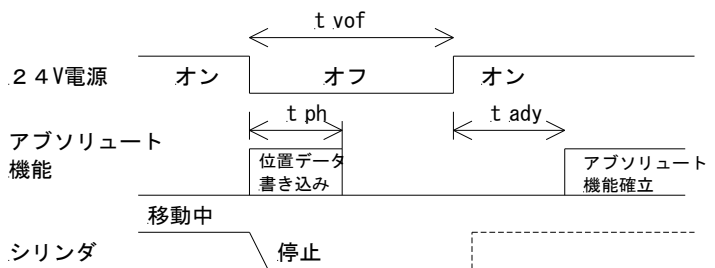 t vof
24V電源 オン オフ オン
t ph t ady
アブソリュート
機能
位置データ
書き込み
アブソリュート
機能確立
移動中
シリンダ 停止